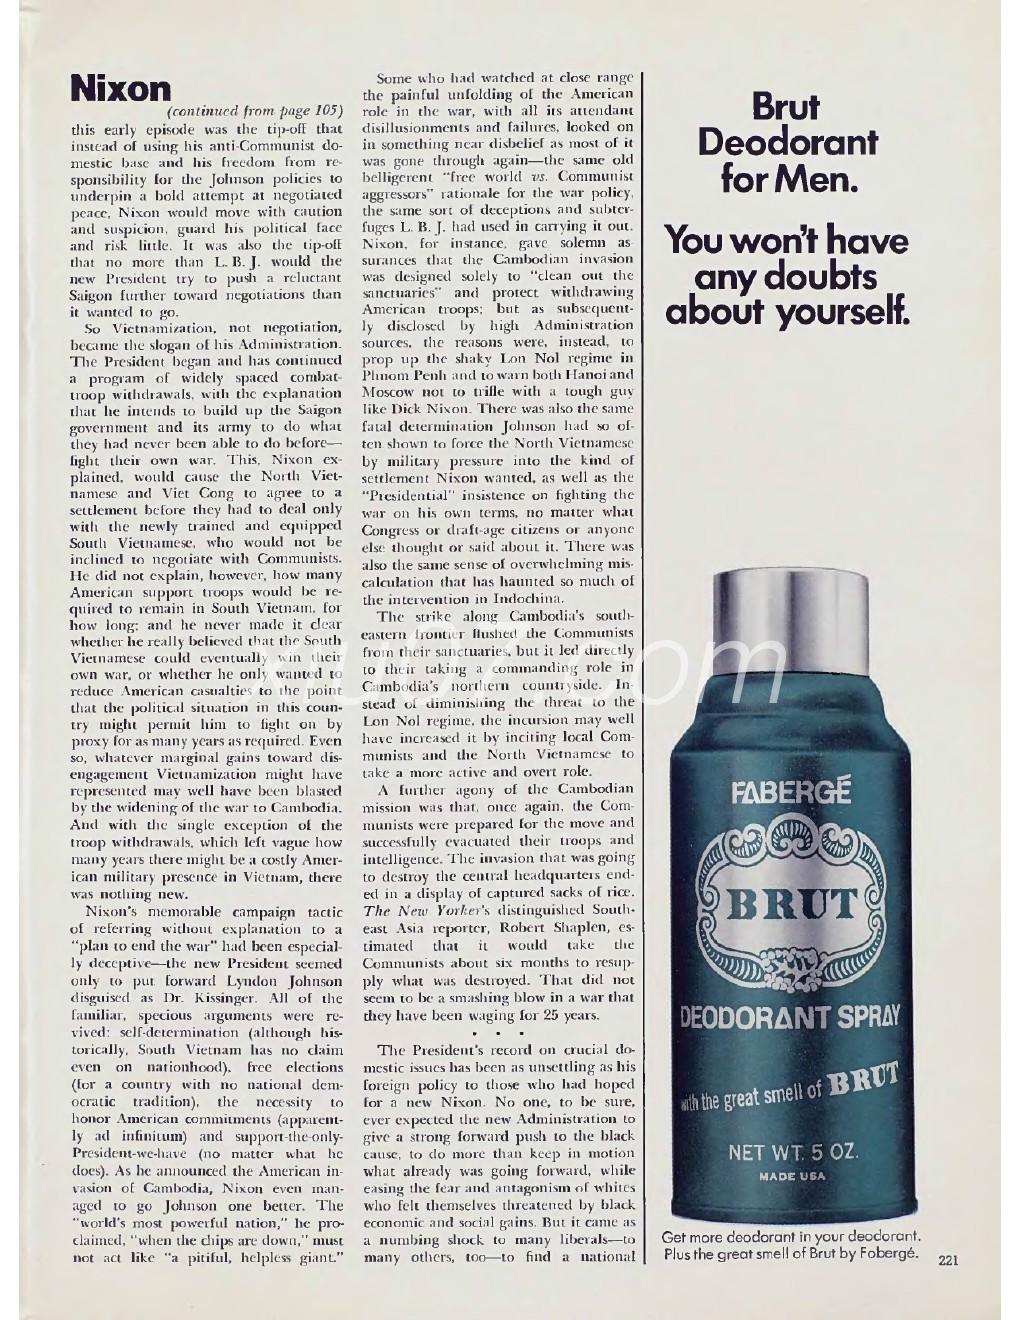 Nixon
(continued from page 105)
this early episode was the tip-off that
instead of using his anti-Communist do-
mestic base and his freedom from re-
sponsibility for the Johnson policies to
underpin a bold attempt at negotiated
peace, Nixon would move with caution
and suspicion, guard his political face
and risk little. It was also the tip-off
that no more than L. B. J. would the
new President try to push a reluctant
Saigon further toward negotiations than
it wanted to go.
So Vietnamization, not negotiation,
became the slogan of his Administration.
The President began and has continued
a program of widely spaced combat-
troop withdrawals, with the explanation
that he intends to build up the Saigon
government and its army to do what
they had never been able to do before—
fight their own war. This, Nixon ex-
plained, would cause the North Viet-
namese and Viet Cong to agree to a
settlement before they had to deal only
with the newly trained and equipped
South Vietnamese, who would not be
inclined to negotiate with Communists.
He did not explain, however, how many
American support troops would be re-
quired to remain in South Vietnam, for
how long; and he never made it clear
whether he really believed that the South
Vietnamese could eventually win their
own war, or whether he only wanted to
reduce American casualties to the point
that the political situation in this coun-
try might permit him to fight on by
proxy for as many years as required. Even
so, whatever marginal gains toward dis-
engagement Vietnamization might have
represented may well have been blasted
by the widening of the war to Cambodia.
And with the single exception of the
troop withdrawals, which left vague how
many years there might be a costly Amer-
ican military presence in Vietnam, there
was nothing new.
Nixon's memorable campaign tactic
of referring without explanation to a
"plan to end the war" had been especial-
ly deceptive—the new President seemed
only to put forward Lyndon Johnson
disguised as Dr. Kissinger. All of the
familiar, specious arguments were re-
vived: self-determination (although his-
torically, South Vietnam has no claim
even on nationhood), free elections
(for a country with no national dem-
ocratic tradition), the necessity to
honor American commitments (apparent-
ly ad infinitum) and support-the-only-
President-we-have (no matter what he
does). As he announced the American in-
vasion of Cambodia, Nixon even man-
aged to go Johnson one better. The
"world's most powerful nation," he pro-
claimed, "when the chips are down," must
not act like "a pitiful, helpless giant."
Some who had watched at close range
the painful unfolding of the American
role in the war, with all its attendant
disillusionments and failures, looked on
in something near disbelief as most of it
was gone through again—the same old
belligerent "free world vs. Communist
aggressors" rationale for the war policy,
the same sort of deceptions and subter-
fuges L. B. J. had used in carrying it out.
Nixon, for instance, gave solemn as-
surances that the Cambodian invasion
was designed solely to "clean out the
sanctuaries" and protect withdrawing
American troops; but as subsequent-
ly disclosed by high Administration
sources, the reasons were, instead, to
prop up the shaky Lon Nol regime in
Phnom Penh and to warn both Hanoi and
Moscow not to trifle with a tough guy
like Dick Nixon. There was also the same
fatal determination Johnson had so of-
ten shown to force the North Vietnamese
by military pressure into the kind of
settlement Nixon wanted, as well as the
"Presidential" insistence on fighting the
war on his own terms, no matter what
Congress or draft-age citizens or anyone
else thought or said about it. There was
also the same sense of overwhelming mis-
calculation that has haunted so much of
the intervention in Indochina.
The strike along Cambodia's south-
eastern frontier flushed the Communists
from their sanctuaries, but it led directly
to their taking a commanding role in
Cambodia's northern countryside. In-
stead of diminishing the threat to the
Lon Nol regime, the incursion may well
have increased it by inciting local Com-
munists and the North Vietnamese to
take a more active and overt role.
A further agony of the Cambodian
mission was that, once again, the Com-
munists were prepared for the move and
successfully evacuated their troops and
intelligence. The invasion that was going
to destroy the central headquarters end-
ed in a display of captured sacks of rice.
The New Yorker's distinguished South-
east Asia reporter, Robert Shaplen, es-
timated that it would take the
Communists about six months to resup-
ply what was destroyed. That did not
seem to be a smashing blow in a war that
they have been waging for 25 years.
• • •
The President's record on crucial do-
mestic issues has been as unsettling as his
foreign policy to those who had hoped
for a new Nixon. No one, to be sure,
ever expected the new Administration to
give a strong forward push to the black
cause, to do more than keep in motion
what already was going forward, while
easing the fear and antagonism of whites
who felt themselves threatened by black
economic and social gains. But it came as
a numbing shock to many liberals—to
many others, too—to find a national
Brut
Deodorant
for Men.
You won't have
any doubts
about yourself.
FABERGÉ
BRUT
DEODORANT SPRAY
with the great smell of BRUT
NET WT. 5 OZ.
MADE USA
Get more deodorant in your deodorant.
Plus the great smell of Brut by Fabergé.
221